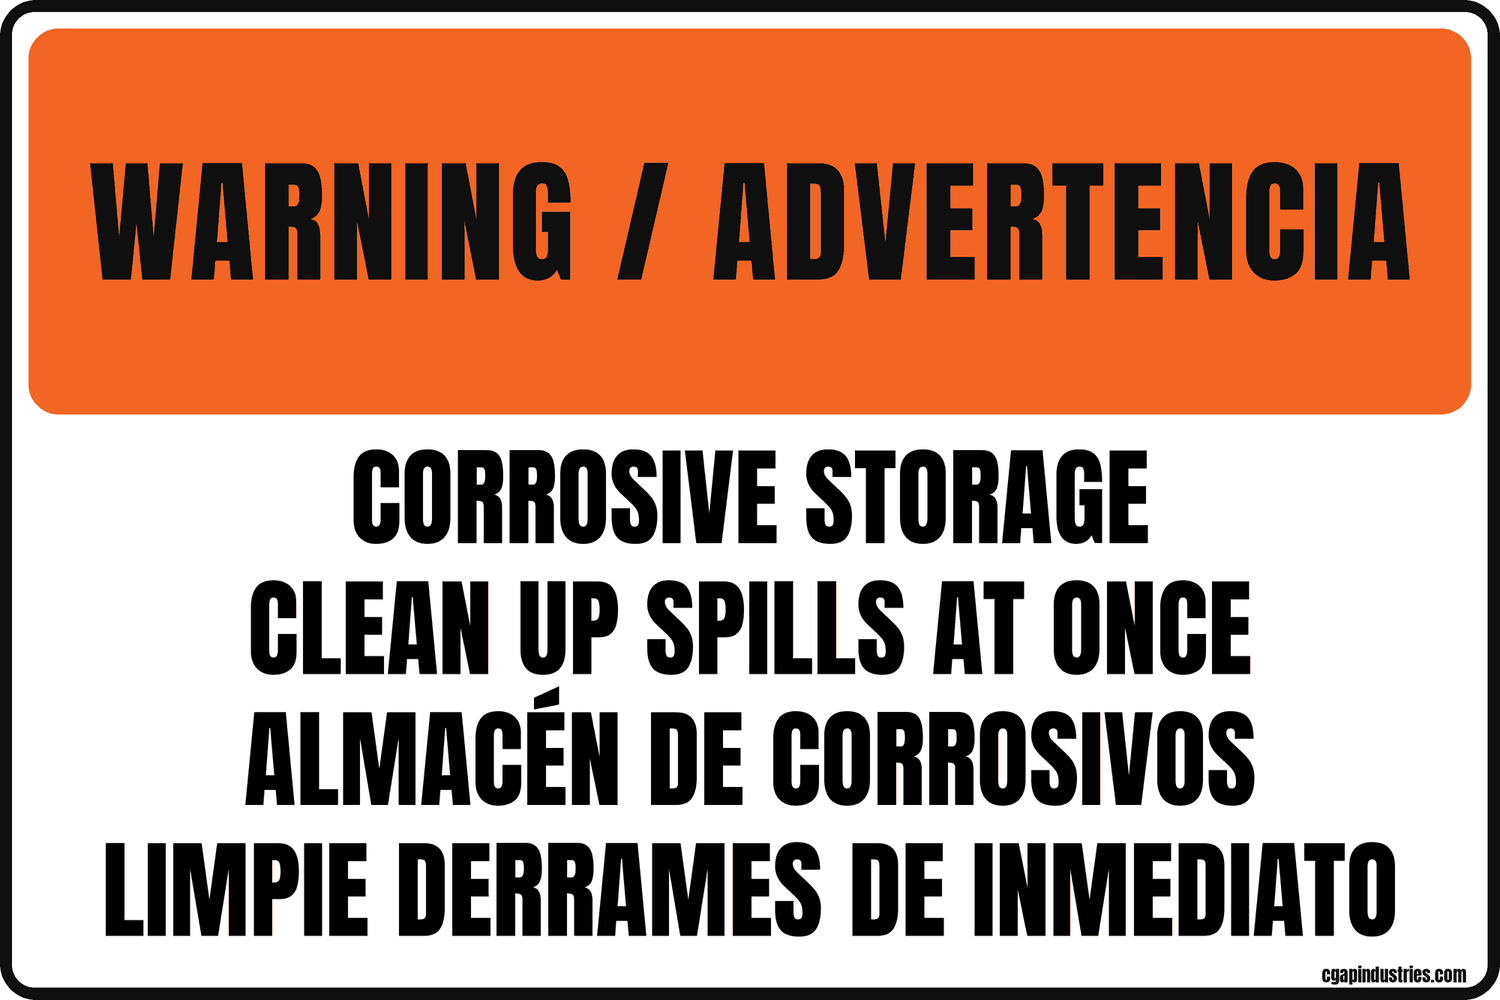 WARNING / ADVERTENCIA
CORROSIVE STORAGE
CLEAN UP SPILLS AT ONCE
ALMACÉN DE CORROSIVOS
LIMPIE DERRAMES DE INMEDIATO
cgapindustries.com